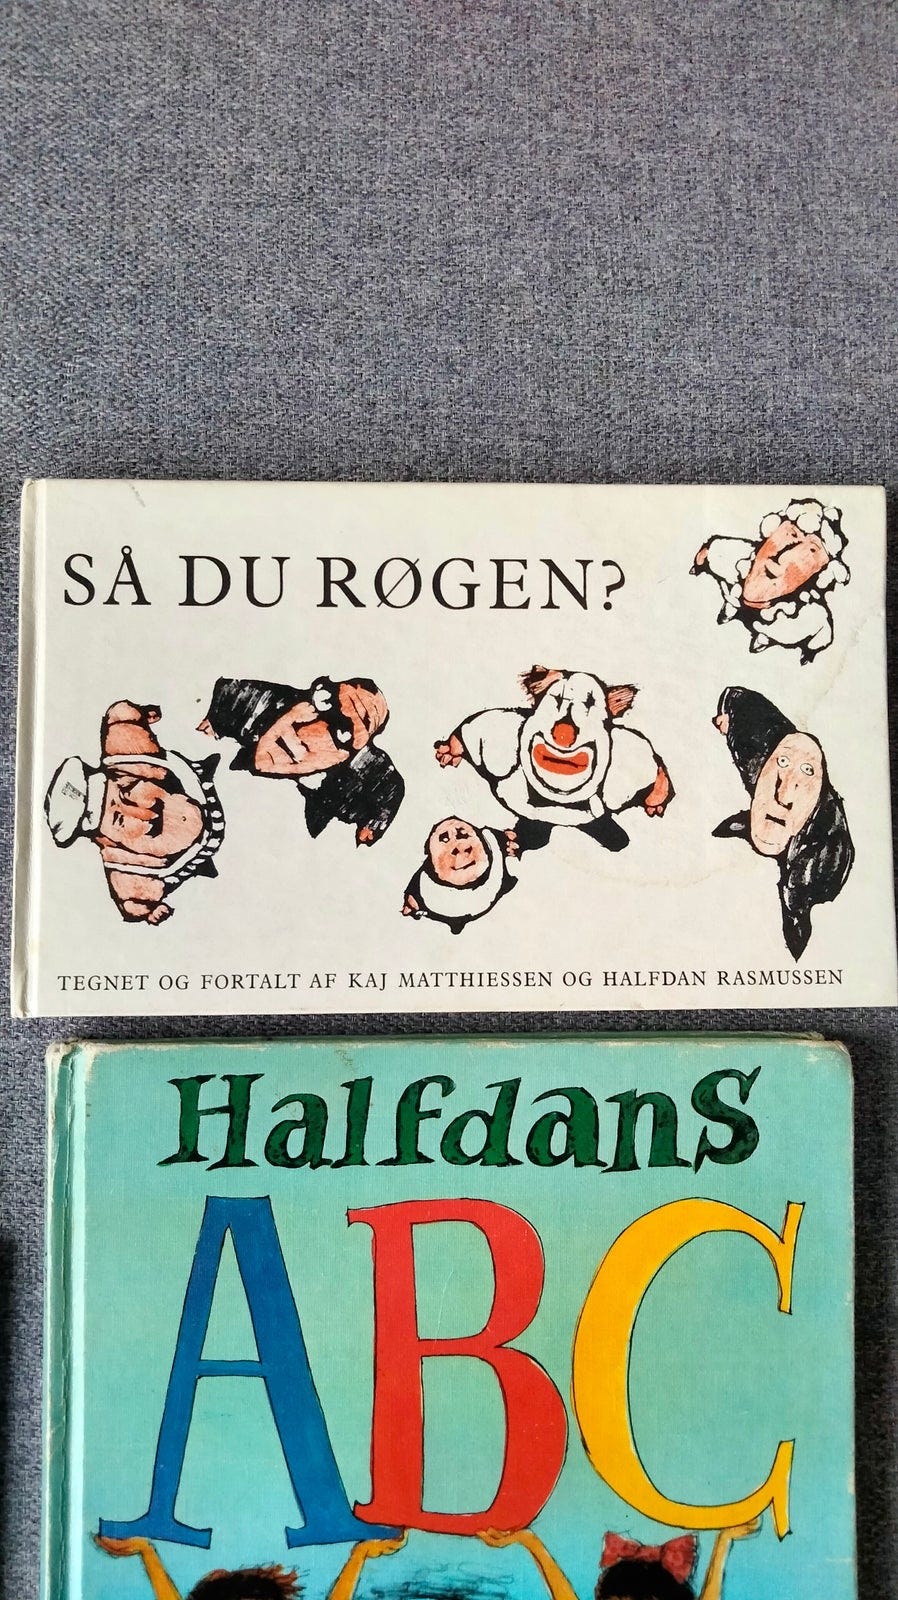 SÅ DU RØGEN?
TEGNET OG FORTALT AF KAJ MATTHIESSEN OG HALFDAN RASMUSSEN
Halfdans
ABC